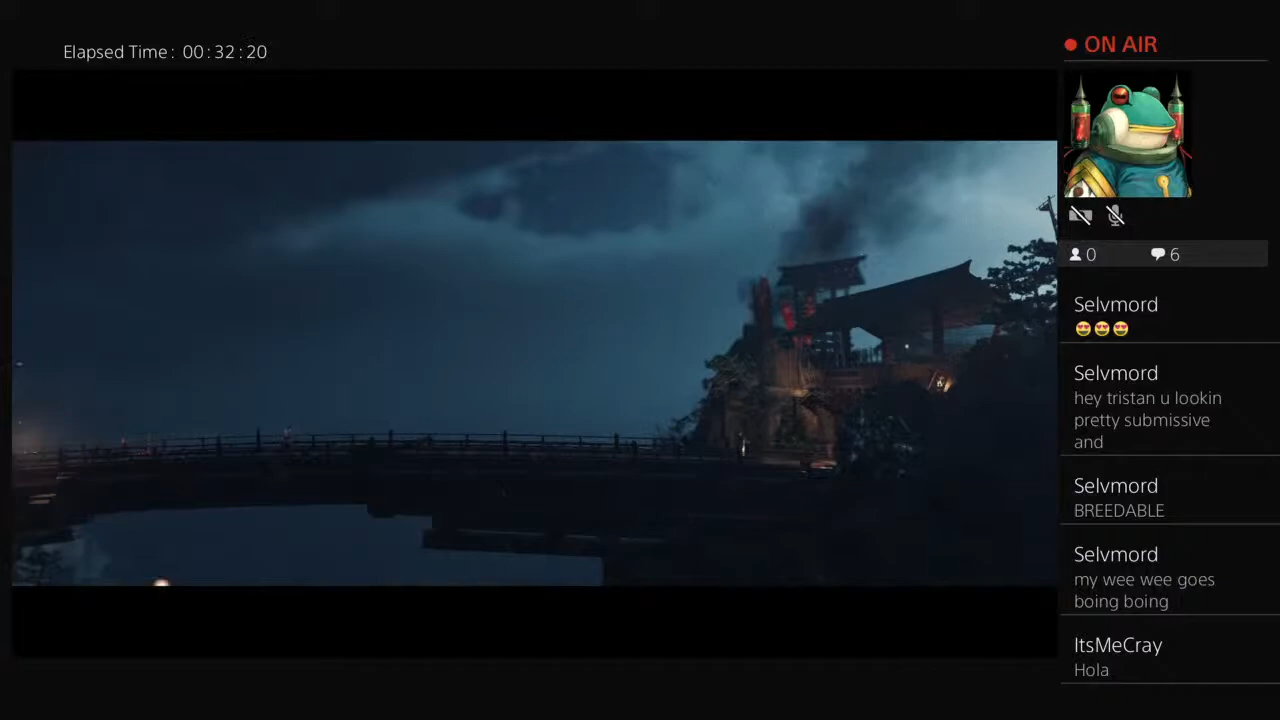 Elapsed Time: 00:32:20
ON AIR
0
6
Selvmord
😍😍😍
Selvmord
hey tristan u lookin
pretty submissive
and
Selvmord
BREEDABLE
Selvmord
my wee wee goes
boing boing
ItsMeCray
Hola